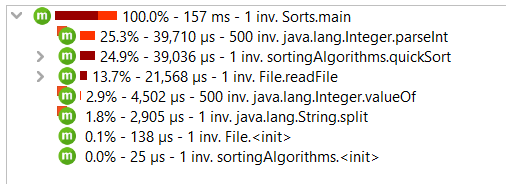 m 100.0% - 157 ms - 1 inv. Sorts.main
m 25.3% - 39,710 µs - 500 inv. java.lang.Integer.parseInt
m 24.9% - 39,036 µs - 1 inv. sortingAlgorithms.quickSort
m 13.7% - 21,568 µs - 1 inv. File.readFile
m 2.9% - 4,502 µs - 500 inv. java.lang.Integer.valueOf
m 1.8% - 2,905 µs - 1 inv. java.lang.String.split
m 0.1% - 138 µs - 1 inv. File.<init>
m 0.0% - 25 µs - 1 inv. sortingAlgorithms.<init>